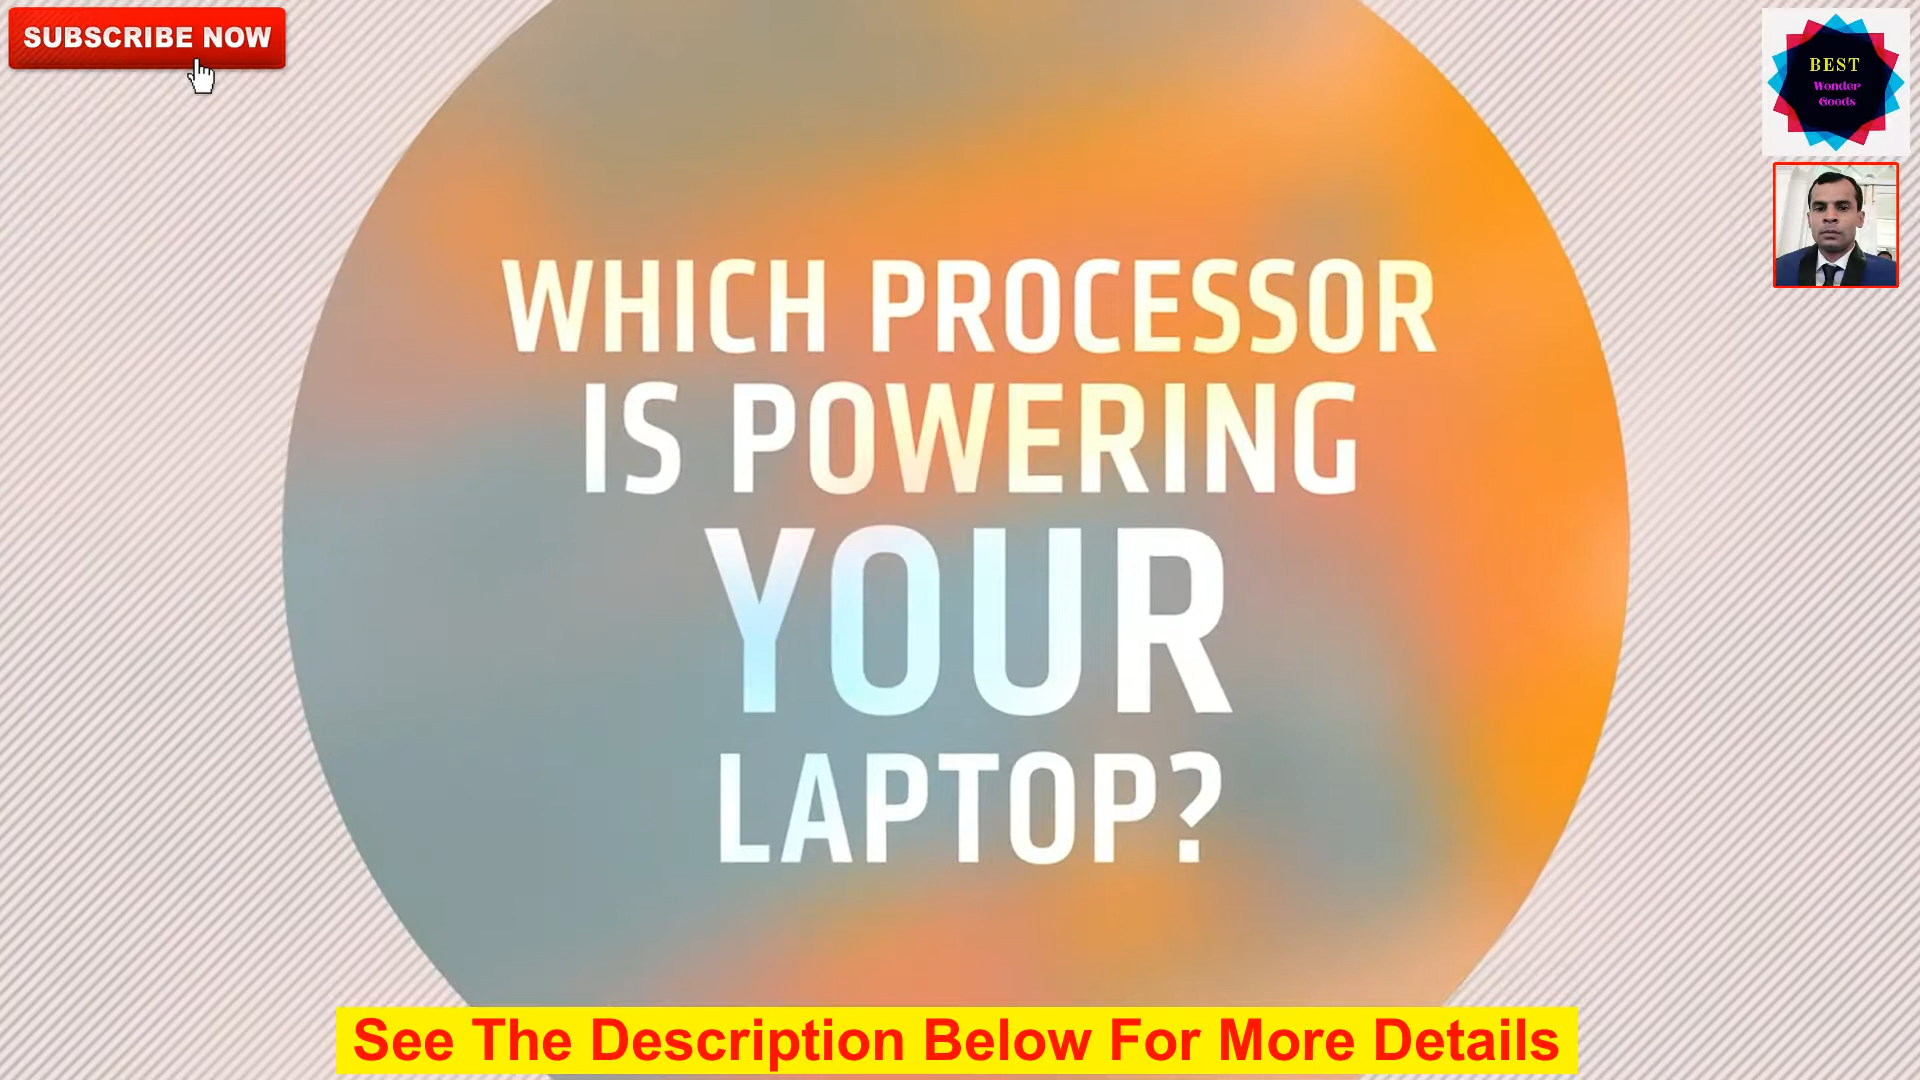 SUBSCRIBE NOW
BEST
Wonder
Goods
WHICH PROCESSOR
IS POWERING
YOUR
LAPTOP?
See The Description Below For More Details